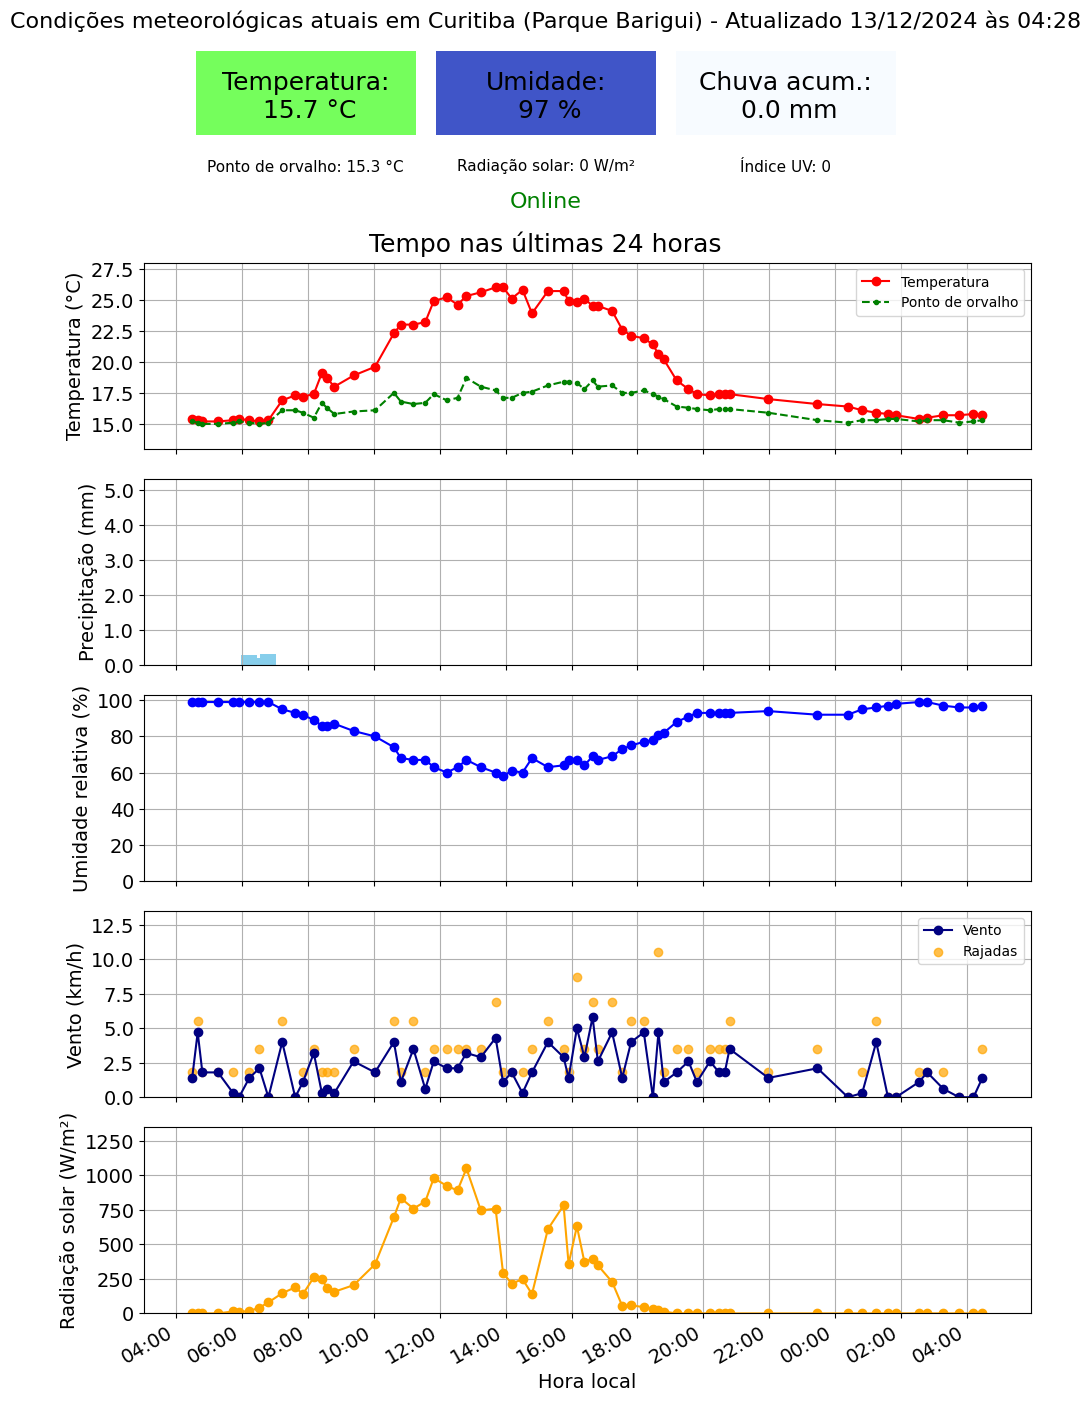 Condições meteorológicas atuais em Curitiba (Parque Barigui) - Atualizado 13/12/2024 às 04:28
Temperatura:
15.7 °C
Umidade:
97 %
Chuva acum.:
0.0 mm
Ponto de orvalho: 15.3 °C
Radiação solar: 0 W/m²
Índice UV: 0
Online
Tempo nas últimas 24 horas
Temperatura (°C)
27.5
25.0
22.5
20.0
17.5
15.0
Temperatura
Ponto de orvalho
Precipitação (mm)
5.0
4.0
3.0
2.0
1.0
0.0
Umidade relativa (%)
100
80
60
40
20
0
Vento (km/h)
12.5
10.0
7.5
5.0
2.5
0.0
Vento
Rajadas
Radiação solar (W/m²)
1250
1000
750
500
250
0
04:00
06:00
08:00
10:00
12:00
14:00
16:00
18:00
20:00
22:00
00:00
02:00
04:00
Hora local